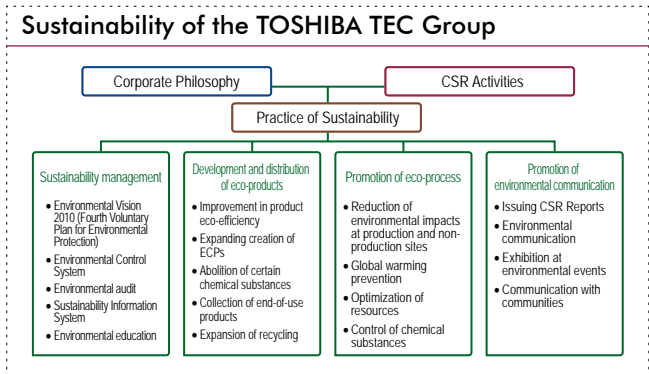 Sustainability of the TOSHIBA TEC Group
Corporate Philosophy
CSR Activities
Practice of Sustainability
Sustainability management
• Environmental Vision
2010 (Fourth Voluntary
Plan for Environmental
Protection)
• Environmental Control
System
• Environmental audit
• Sustainability Information
System
• Environmental education
Development and distribution
of eco-products
• Improvement in product
eco-efficiency
• Expanding creation of
ECPs
• Abolition of certain
chemical substances
• Collection of end-of-use
products
• Expansion of recycling
Promotion of eco-process
• Reduction of
environmental impacts
at production and non-
production sites
• Global warming
prevention
• Optimization of
resources
• Control of chemical
substances
Promotion of
environmental communication
• Issuing CSR Reports
• Environmental
communication
• Exhibition at
environmental events
• Communication with
communities